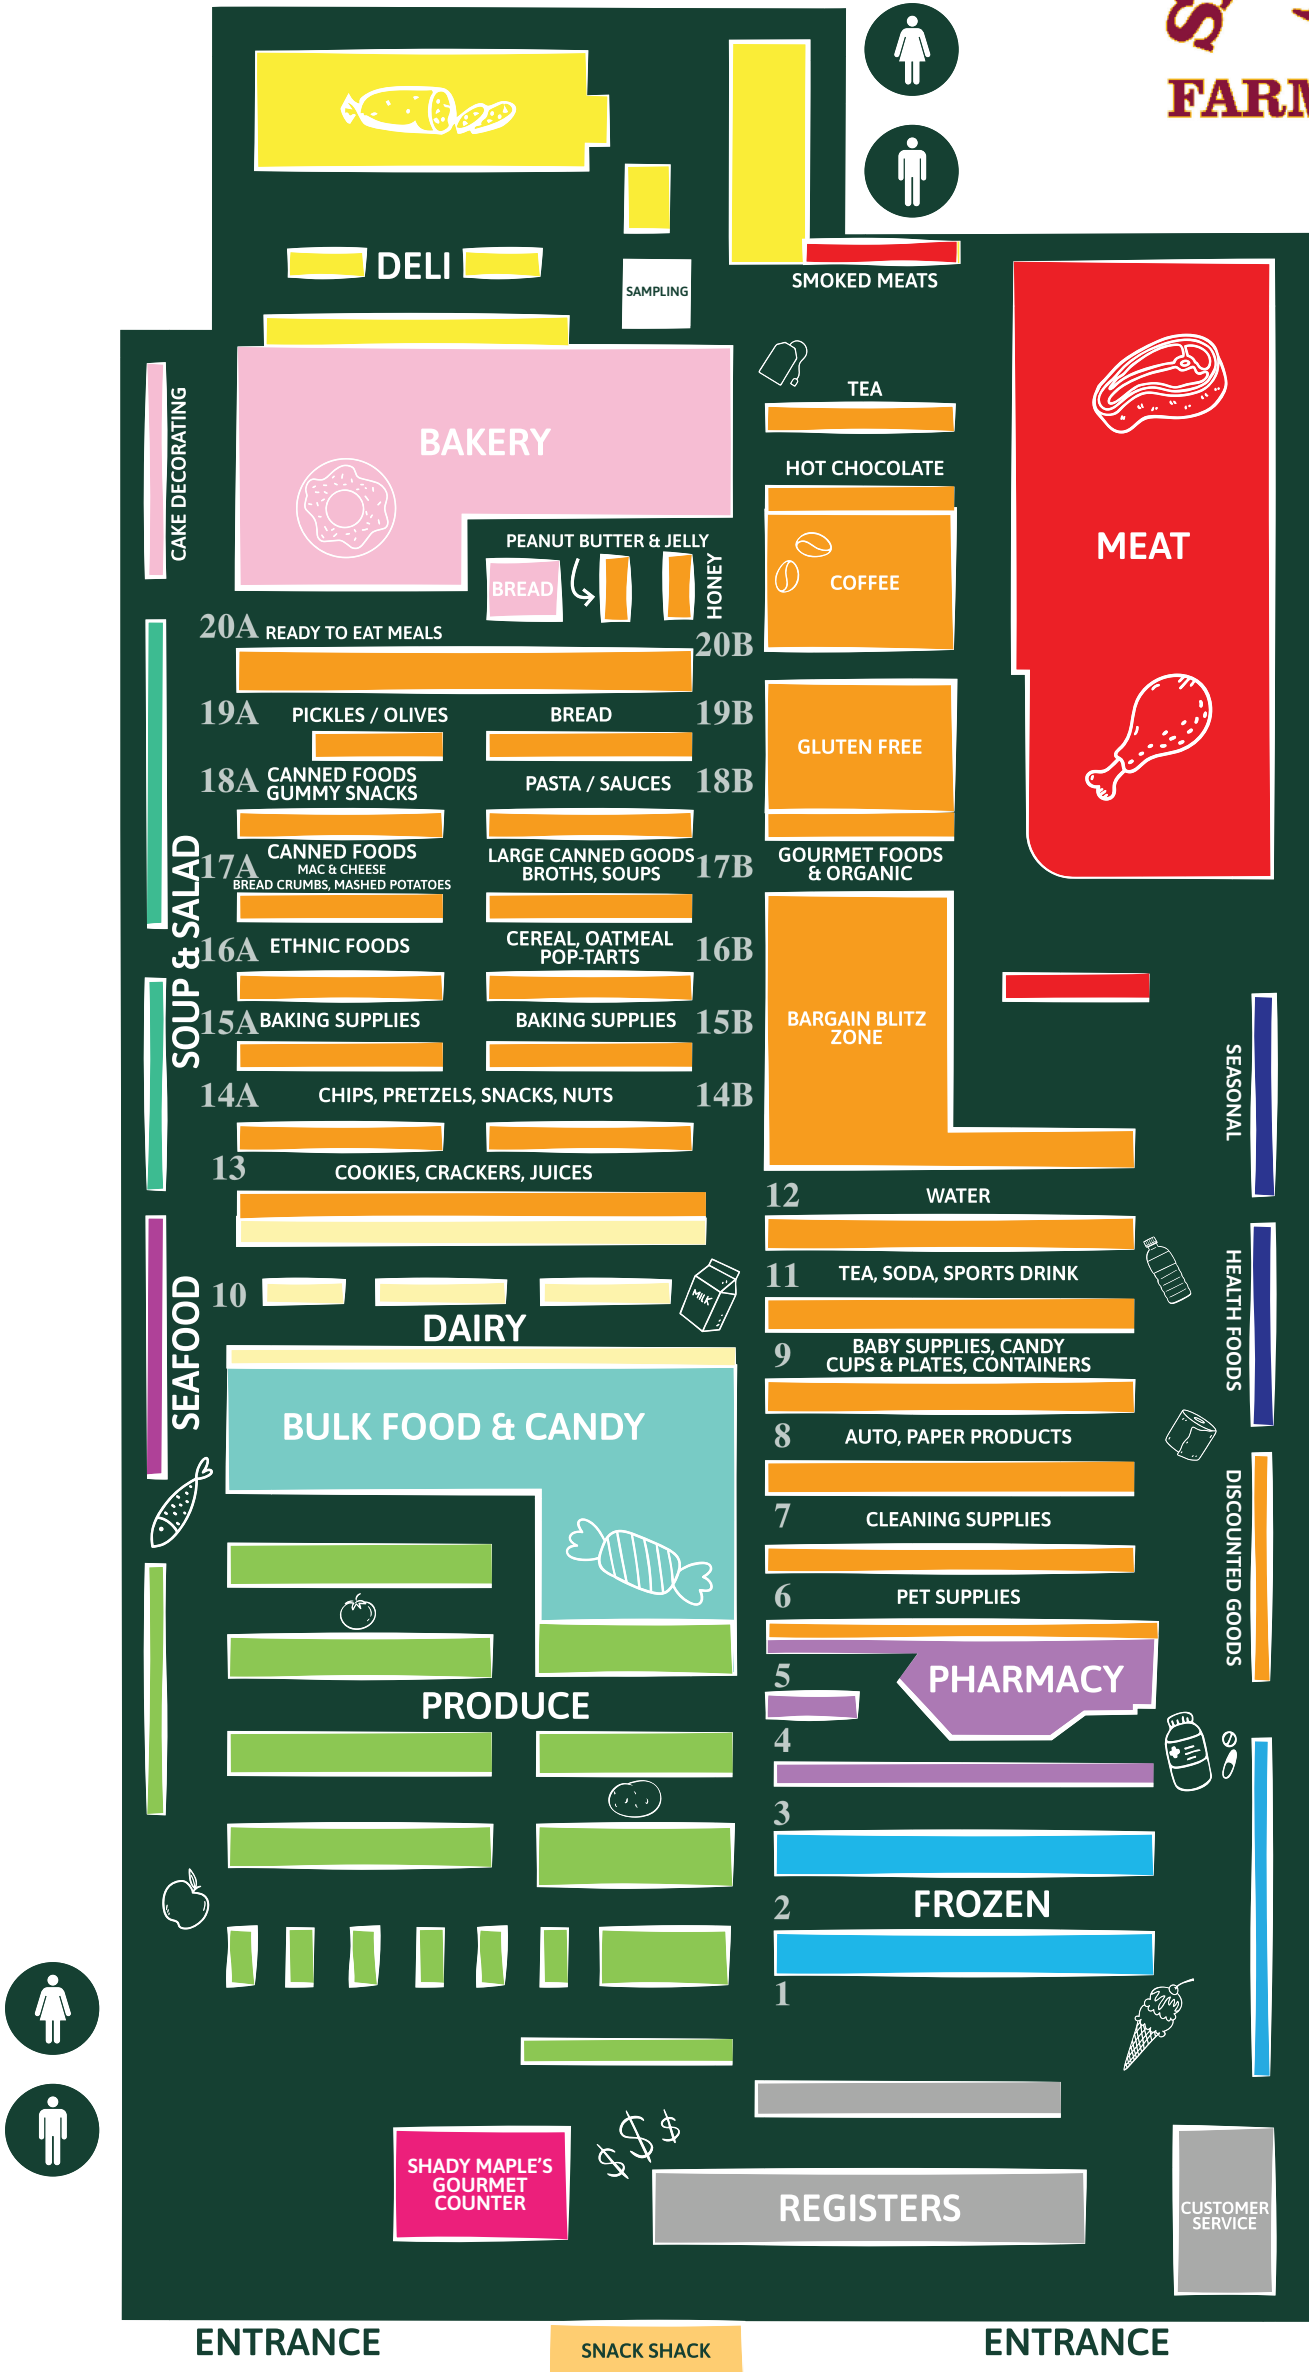 FARM
DELI
SAMPLING
SMOKED MEATS
CAKE DECORATING
BAKERY
TEA
HOT CHOCOLATE
COFFEE
MEAT
PEANUT BUTTER & JELLY
BREAD
HONEY
20A READY TO EAT MEALS
20B
19A PICKLES / OLIVES
BREAD 19B
GLUTEN FREE
18A CANNED FOODS
GUMMY SNACKS
PASTA / SAUCES 18B
17A CANNED FOODS
MAC & CHEESE
BREAD CRUMBS, MASHED POTATOES
LARGE CANNED GOODS
BROTHS, SOUPS
17B
GOURMET FOODS
& ORGANIC
SOUP & SALAD
16A ETHNIC FOODS
CEREAL, OATMEAL
POP-TARTS
16B
15A BAKING SUPPLIES
BAKING SUPPLIES 15B
BARGAIN BLITZ
ZONE
SEASONAL
14A CHIPS, PRETZELS, SNACKS, NUTS 14B
13 COOKIES, CRACKERS, JUICES
12 WATER
SEAFOOD
10
DAIRY
MILK
11 TEA, SODA, SPORTS DRINK
HEALTH FOODS
9 BABY SUPPLIES, CANDY
CUPS & PLATES, CONTAINERS
BULK FOOD & CANDY
8 AUTO, PAPER PRODUCTS
7 CLEANING SUPPLIES
DISCOUNTED GOODS
6 PET SUPPLIES
5
PHARMACY
PRODUCE
4
3
2 FROZEN
1
SHADY MAPLE'S
GOURMET
COUNTER
$ $ $
REGISTERS
CUSTOMER
SERVICE
ENTRANCE
SNACK SHACK
ENTRANCE